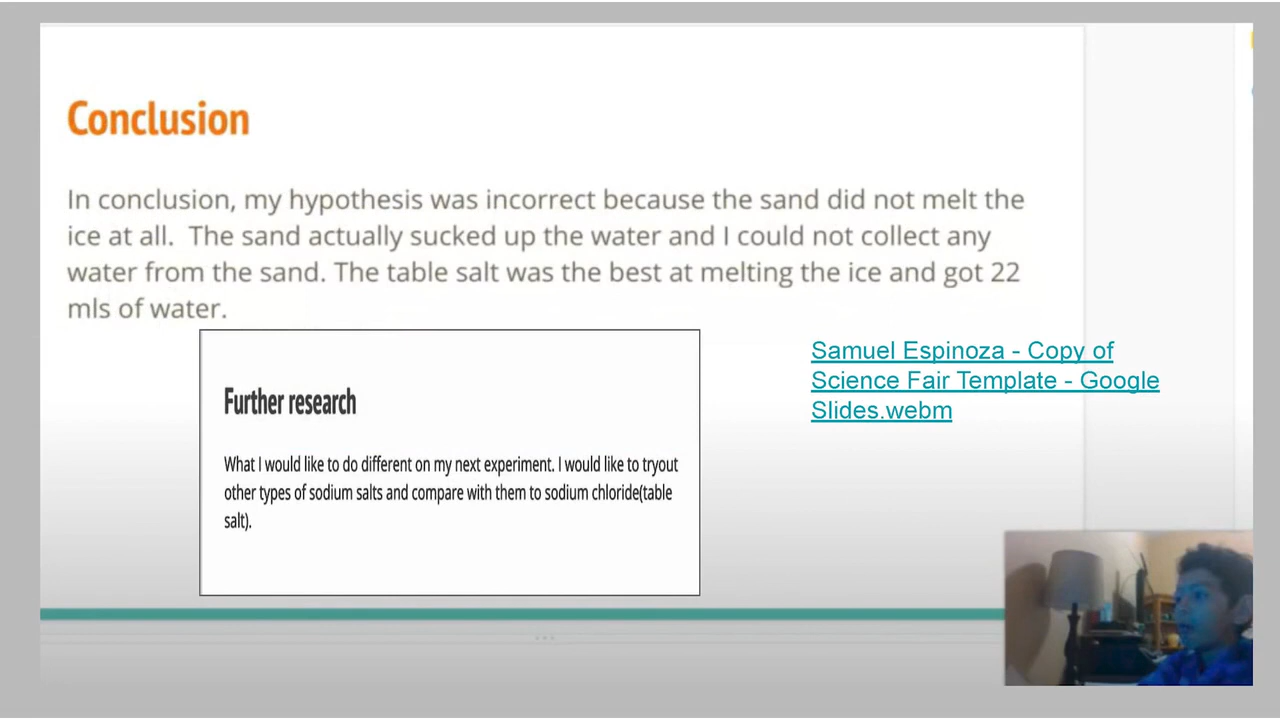 Conclusion
In conclusion, my hypothesis was incorrect because the sand did not melt the
ice at all.  The sand actually sucked up the water and I could not collect any
water from the sand. The table salt was the best at melting the ice and got 22
mls of water.
Further research
What I would like to do different on my next experiment. I would like to tryout
other types of sodium salts and compare with them to sodium chloride(table
salt).
Samuel Espinoza - Copy of
Science Fair Template - Google
Slides.webm